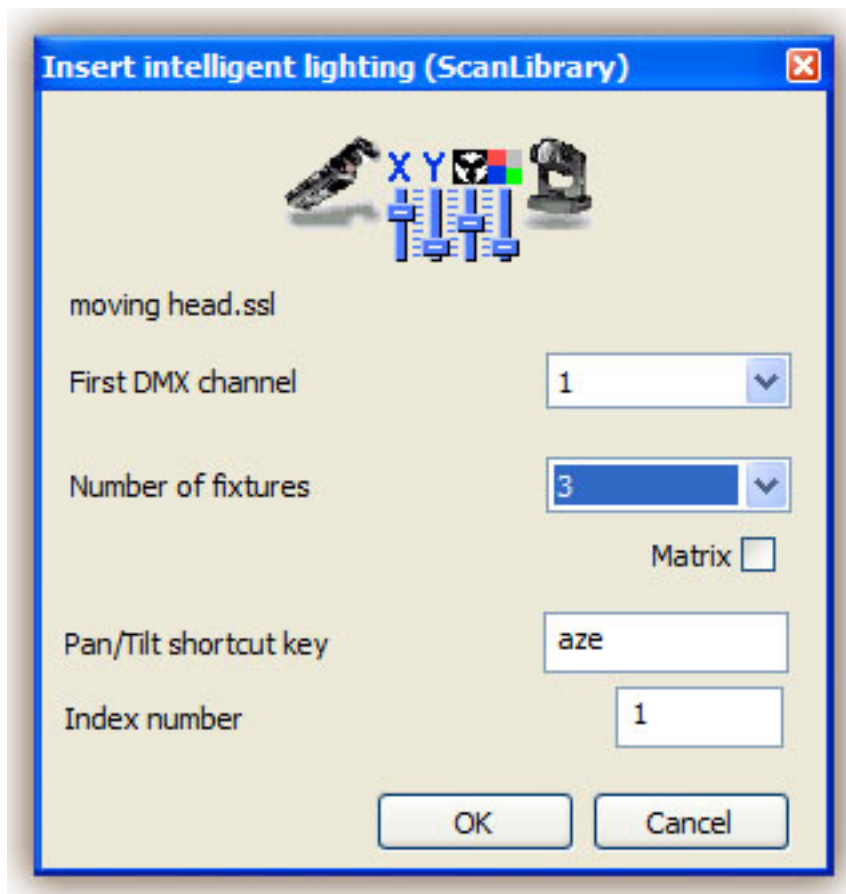 Insert intelligent lighting (ScanLibrary)
X Y
moving head.ssl
First DMX channel 1
Number of fixtures 3
Matrix
Pan/Tilt shortcut key aze
Index number 1
OK Cancel